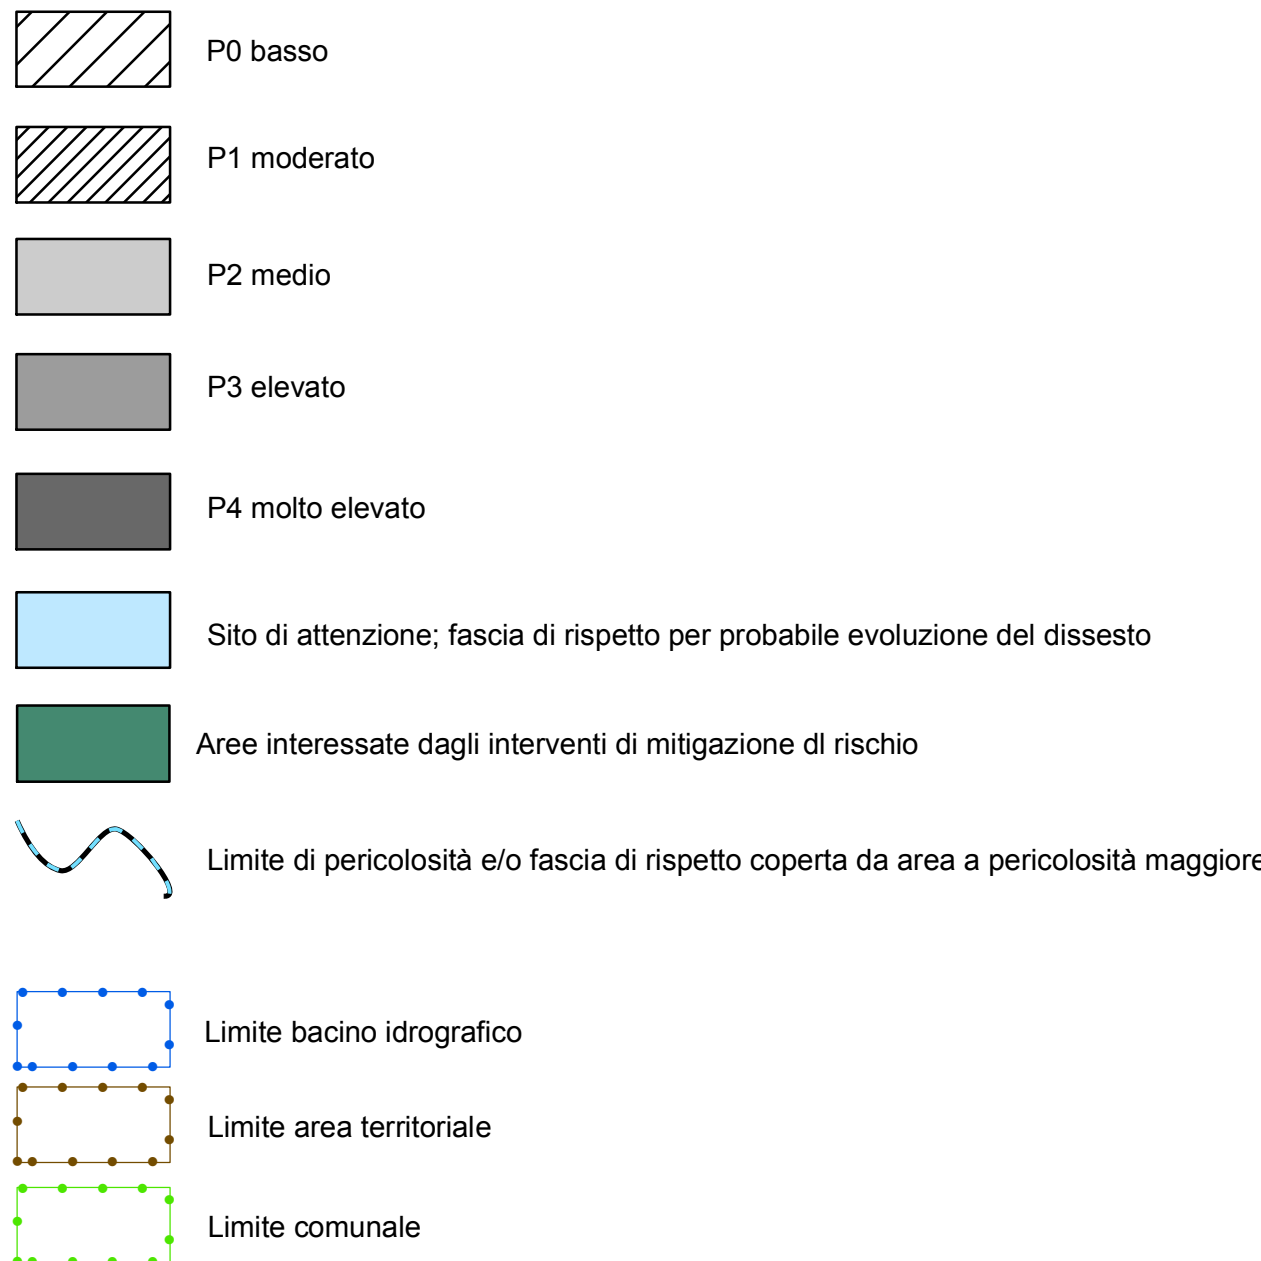 P0 basso
P1 moderato
P2 medio
P3 elevato
P4 molto elevato
Sito di attenzione; fascia di rispetto per probabile evoluzione del dissesto
Aree interessate dagli interventi di mitigazione dl rischio
Limite di pericolosità e/o fascia di rispetto coperta da area a pericolosità maggiore
Limite bacino idrografico
Limite area territoriale
Limite comunale